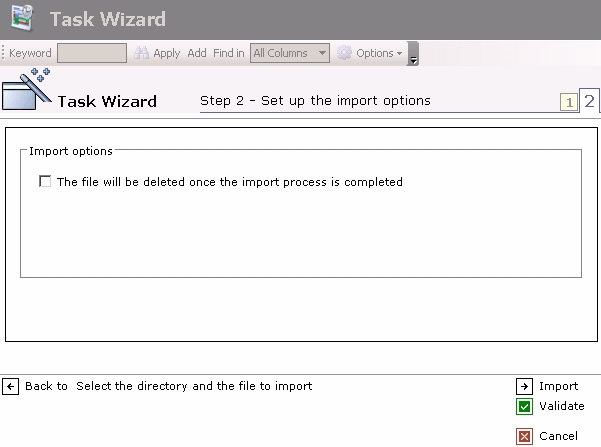 Task Wizard
Keyword Apply Add Find in All Columns Options
Task Wizard Step 2 - Set up the import options 1 2
Import options
The file will be deleted once the import process is completed
Back to Select the directory and the file to import Import
Validate
Cancel